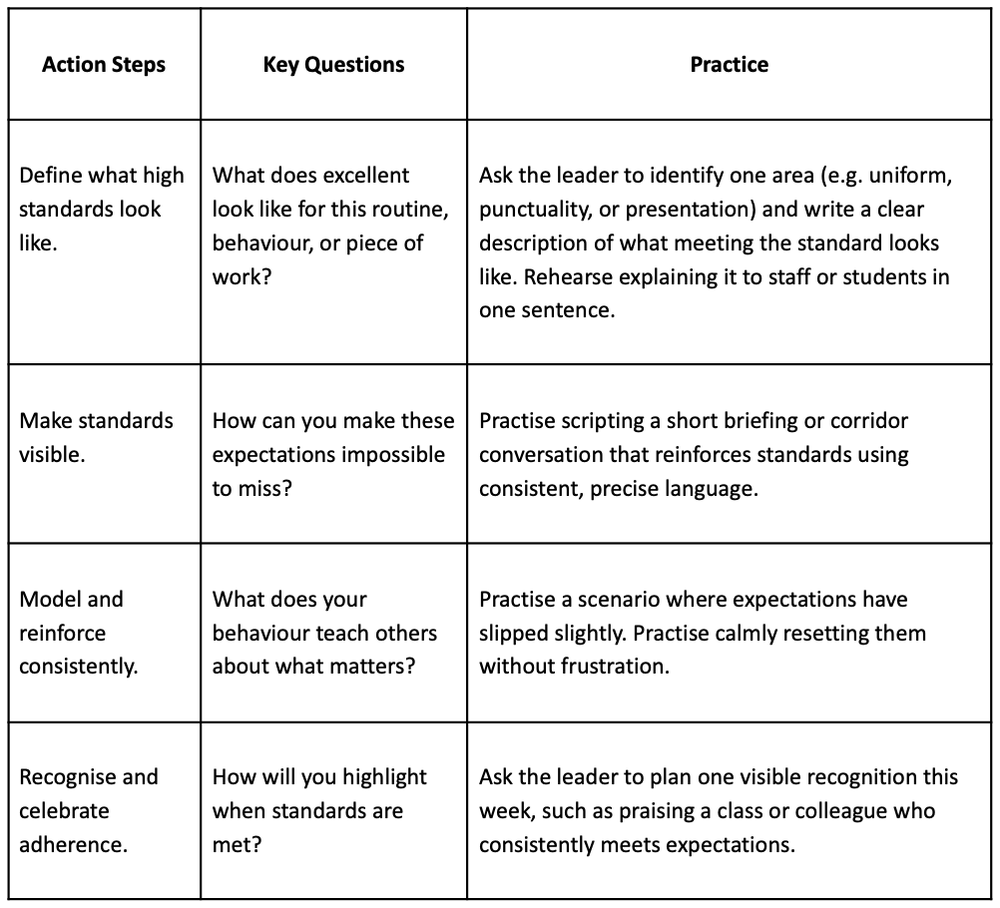 Action Steps
Key Questions
Practice
Define what high
standards look
like.
What does excellent
look like for this routine,
behaviour, or piece of
work?
Ask the leader to identify one area (e.g. uniform,
punctuality, or presentation) and write a clear
description of what meeting the standard looks
like. Rehearse explaining it to staff or students in
one sentence.
Make standards
visible.
How can you make these
expectations impossible
to miss?
Practise scripting a short briefing or corridor
conversation that reinforces standards using
consistent, precise language.
Model and
reinforce
consistently.
What does your
behaviour teach others
about what matters?
Practise a scenario where expectations have
slipped slightly. Practise calmly resetting them
without frustration.
Recognise and
celebrate
adherence.
How will you highlight
when standards are
met?
Ask the leader to plan one visible recognition this
week, such as praising a class or colleague who
consistently meets expectations.